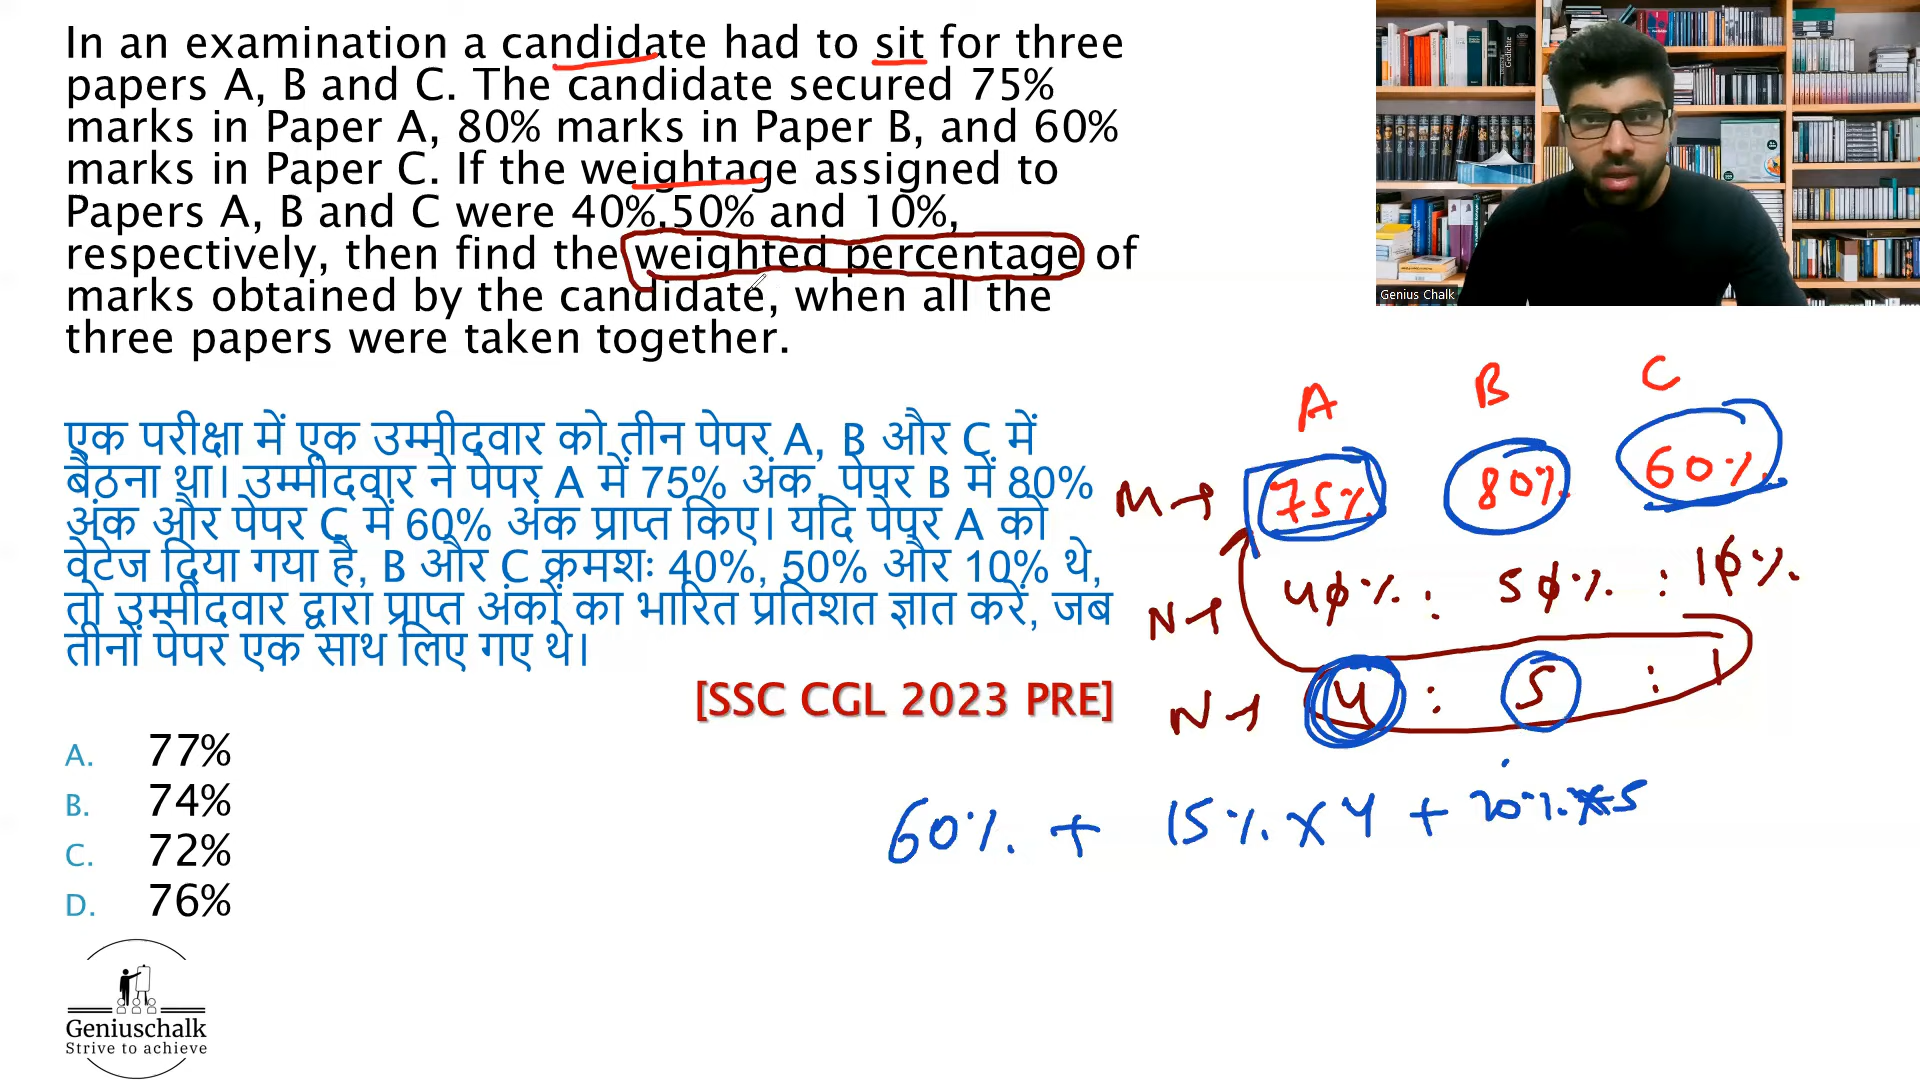 In an examination a candidate had to sit for three
papers A, B and C. The candidate secured 75%
marks in Paper A, 80% marks in Paper B, and 60%
marks in Paper C. If the weightage assigned to
Papers A, B and C were 40%,50% and 10%,
respectively, then find the weighted percentage of
marks obtained by the candidate, when all the
three papers were taken together.
एक परीक्षा में एक उम्मीदवार को तीन पेपर A, B और C में
बैठना था। उम्मीदवार ने पेपर A में 75% अंक, पेपर B में 80%
अंक और पेपर C में 60% अंक प्राप्त किए। यदि पेपर A को
वेटेज दिया गया है, B और C क्रमशः 40%, 50% और 10% थे,
तो उम्मीदवार द्वारा प्राप्त अंकों का भारित प्रतिशत ज्ञात करें, जब
तीनों पेपर एक साथ लिए गए थे।
[SSC CGL 2023 PRE]
A. 77%
B. 74%
C. 72%
D. 76%
Geniuschalk
Strive to achieve
Genius Chalk
A B C
M→ 75% 80% 60%
N→ 40% : 50% : 10%
N→ 4 : 5 : 1
60% + 15% × 4 + 20% × 5